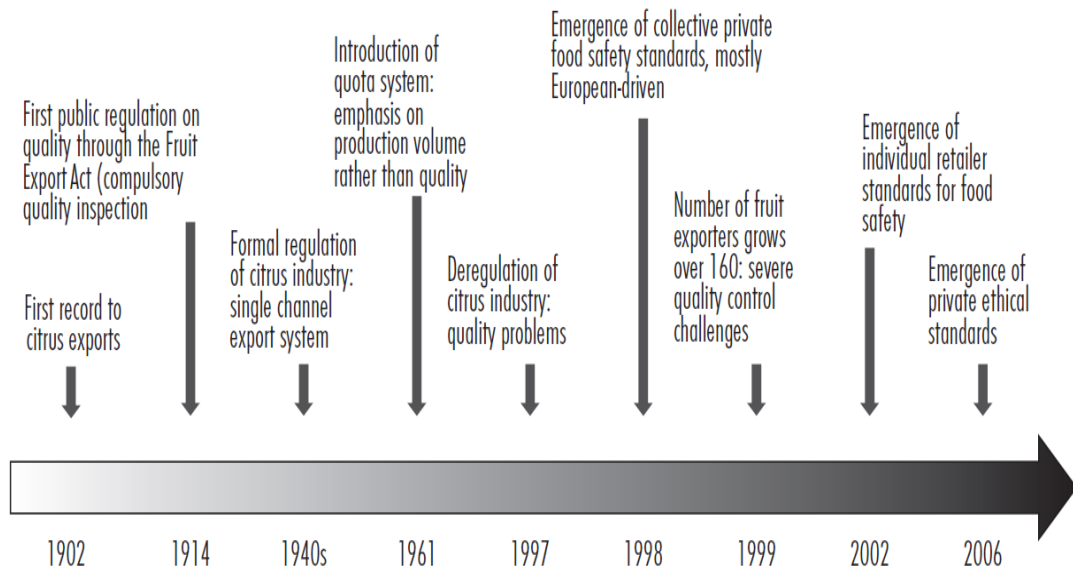 First record to
citrus exports
First public regulation on
quality through the Fruit
Export Act (compulsory
quality inspection
Formal regulation
of citrus industry:
single channel
export system
Introduction of
quota system:
emphasis on
production volume
rather than quality
Deregulation of
citrus industry:
quality problems
Emergence of collective private
food safety standards, mostly
European-driven
Number of fruit
exporters grows
over 160: severe
quality control
challenges
Emergence of
individual retailer
standards for food
safety
Emergence of
private ethical
standards
1902
1914
1940s
1961
1997
1998
1999
2002
2006